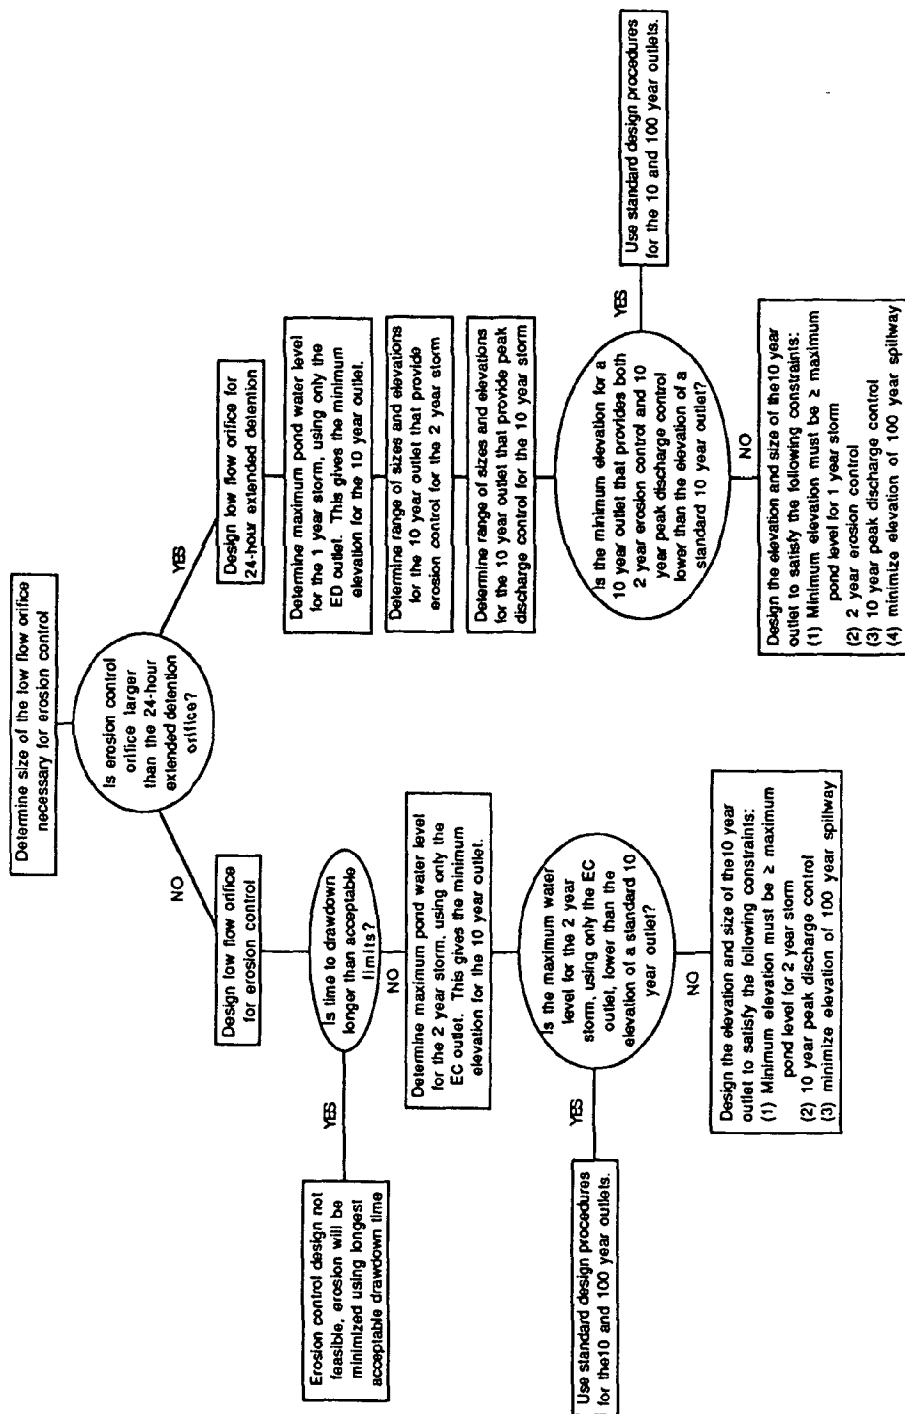 Determine size of the low flow orifice
necessary for erosion control
Is erosion control
orifice larger
than the 24-hour
extended detention
orifice?
NO
YES
Design low flow orifice
for erosion control
Is time to drawdown
longer than acceptable
limits?
YES
Erosion control design not
feasible, erosion will be
minimized using longest
acceptable drawdown time
NO
Determine maximum pond water level
for the 2 year storm, using only the
EC outlet. This gives the minimum
elevation for the 10 year outlet.
Is the maximum water
level for the 2 year
storm, using only the EC
outlet, lower than the
elevation of a standard 10
year outlet?
YES
Use standard design procedures
for the10 and 100 year outlets.
NO
Design the elevation and size of the10 year
outlet to satisfy the following constraints:
(1) Minimum elevation must be ≥ maximum
pond level for 2 year storm
(2) 10 year peak discharge control
(3) minimize elevation of 100 year spillway
Design low flow orifice for
24-hour extended detention
Determine maximum pond water level
for the 1 year storm, using only the
ED outlet. This gives the minimum
elevation for the 10 year outlet.
Determine range of sizes and elevations
for the 10 year outlet that provide
erosion control for the 2 year storm
Determine range of sizes and elevations
for the 10 year outlet that provide peak
discharge control for the 10 year storm
Is the minimum elevation for a
10 year outlet that provides both
2 year erosion control and 10
year peak discharge control
lower than the elevation of a
standard 10 year outlet?
YES
Use standard design procedures
for the 10 and 100 year outlets.
NO
Design the elevation and size of the10 year
outlet to satisfy the following constraints:
(1) Minimum elevation must be ≥ maximum
pond level for 1 year storm
(2) 2 year erosion control
(3) 10 year peak discharge control
(4) minimize elevation of 100 year spillway